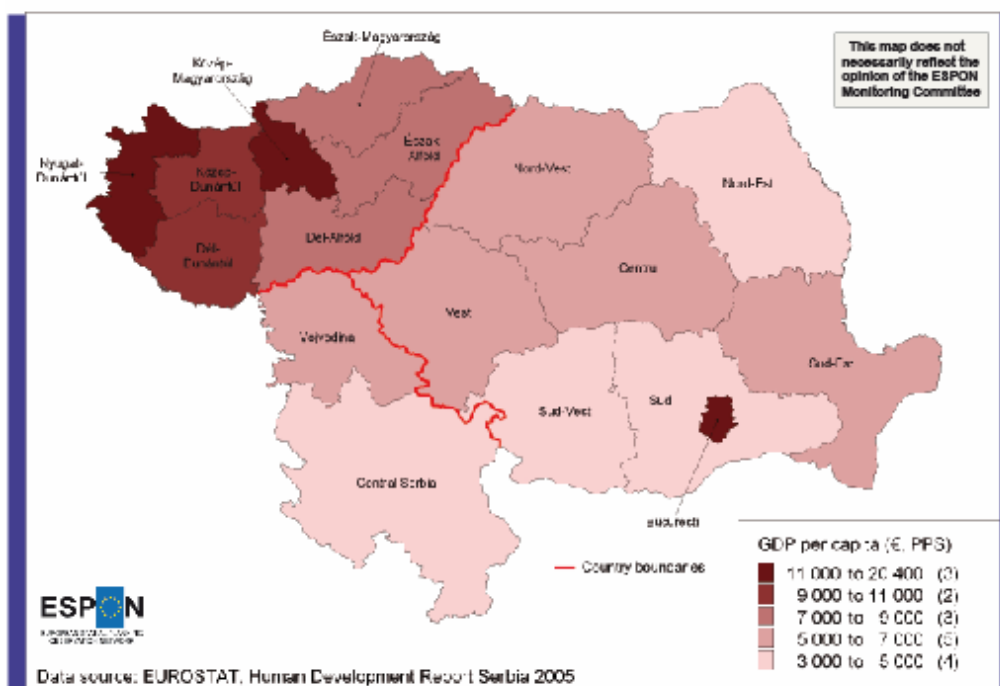 Észak-Magyarország
Közép-
Magyarország
This map does not
necessarily reflect the
opinion of the ESPON
Monitoring Committee
Nyugat-
Dunántúl
Közép-
Dunántúl
Észak-
Alföld
Nord-Vest
Nord-Est
Dél-Alföld
Dél-
Dunántúl
Centru
Vest
Vojvodina
Sud-Est
Sud-Vest
Sud
Central Serbia
Bucuresti
Country boundaries
GDP per capita (€, PPS)
11 000 to 20 400 (3)
9 000 to 11 000 (2)
7 000 to 9 000 (3)
5 000 to 7 000 (5)
3 000 to 5 000 (4)
ESPON
Data source: EUROSTAT, Human Development Report Serbia 2005